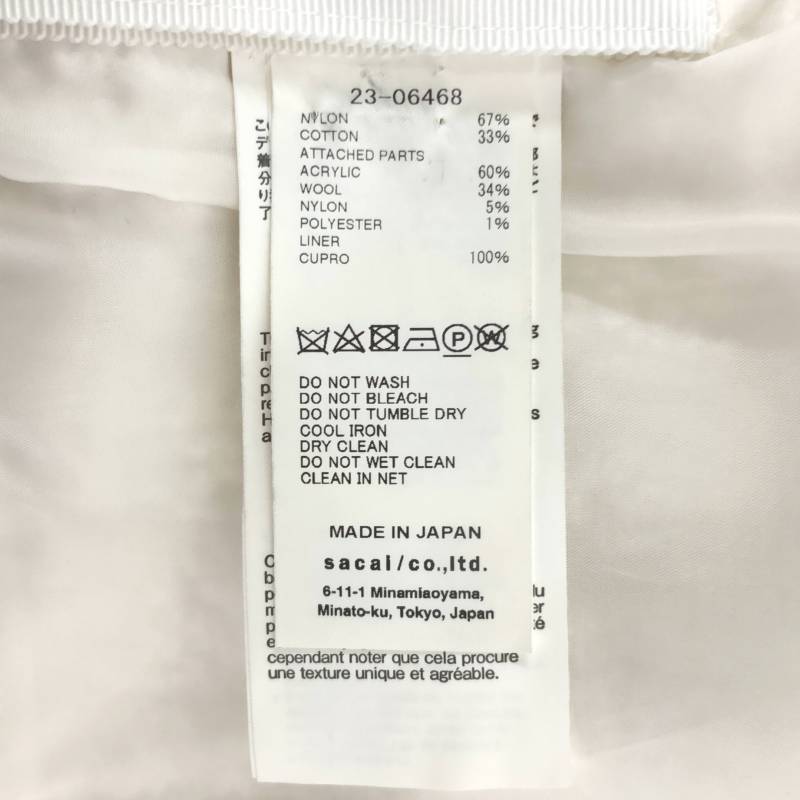 23-06468
NYLON 67%
COTTON 33%
ATTACHED PARTS
ACRYLIC 60%
WOOL 34%
NYLON 5%
POLYESTER 1%
LINER
CUPRO 100%
P W
DO NOT WASH
DO NOT BLEACH
DO NOT TUMBLE DRY
COOL IRON
DRY CLEAN
DO NOT WET CLEAN
CLEAN IN NET
MADE IN JAPAN
sacai/co.,ltd.
6-11-1 Minamiaoyama,
Minato-ku, Tokyo, Japan
cependant noter que cela procure
une texture unique et agréable.